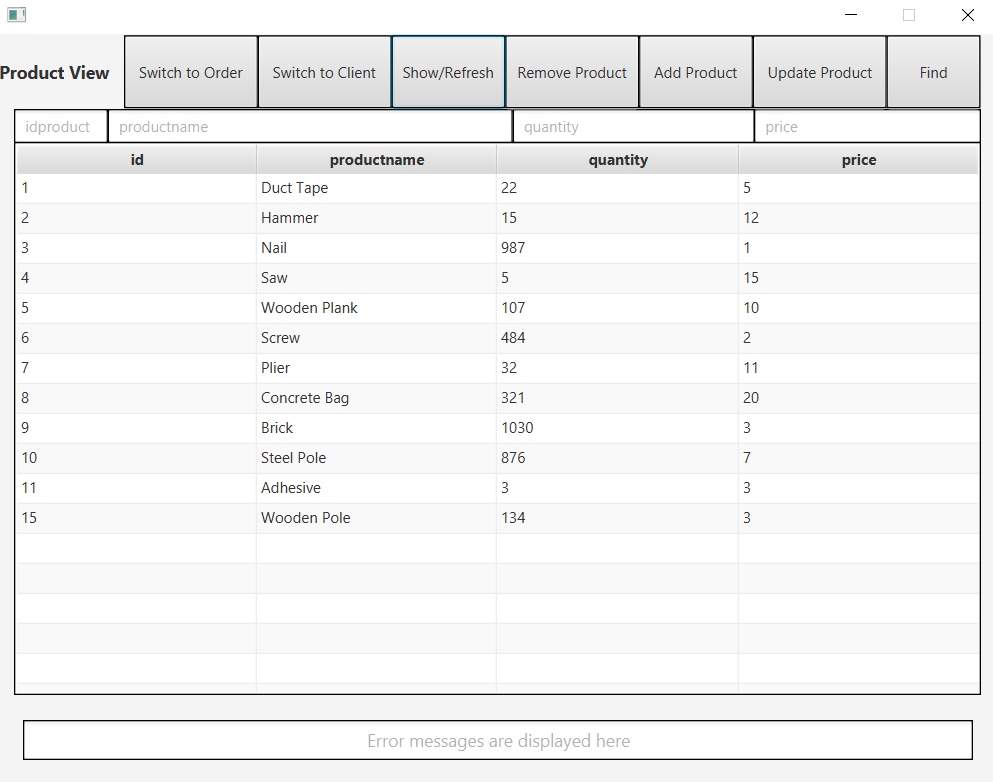 Product View Switch to Order Switch to Client Show/Refresh Remove Product Add Product Update Product Find
idproduct productname quantity price
id productname quantity price
1 Duct Tape 22 5
2 Hammer 15 12
3 Nail 987 1
4 Saw 5 15
5 Wooden Plank 107 10
6 Screw 484 2
7 Plier 32 11
8 Concrete Bag 321 20
9 Brick 1030 3
10 Steel Pole 876 7
11 Adhesive 3 3
15 Wooden Pole 134 3
Error messages are displayed here